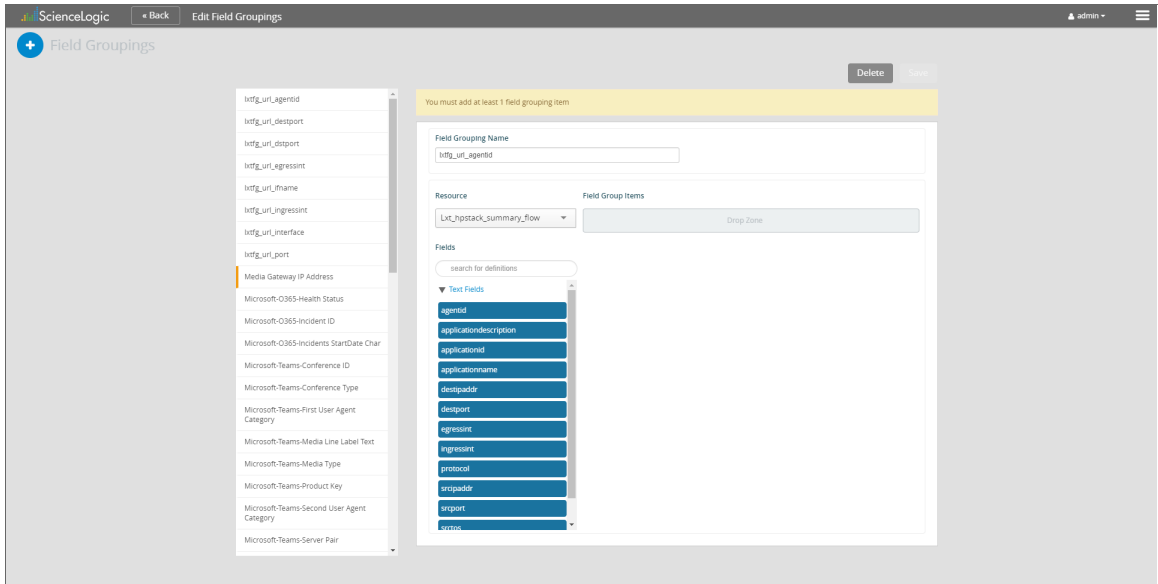 ScienceLogic
« Back
Edit Field Groupings
admin
+
Field Groupings
Delete
Save
lxtfg_url_agentid
lxtfg_url_destport
lxtfg_url_dstport
lxtfg_url_egressint
lxtfg_url_ifname
lxtfg_url_ingressint
lxtfg_url_interface
lxtfg_url_port
Media Gateway IP Address
Microsoft-O365-Health Status
Microsoft-O365-Incident ID
Microsoft-O365-Incidents StartDate Char
Microsoft-Teams-Conference ID
Microsoft-Teams-Conference Type
Microsoft-Teams-First User Agent
Category
Microsoft-Teams-Media Line Label Text
Microsoft-Teams-Media Type
Microsoft-Teams-Product Key
Microsoft-Teams-Second User Agent
Category
Microsoft-Teams-Server Pair
You must add at least 1 field grouping item
Field Grouping Name
lxtfg_url_agentid
Resource
Field Group Items
Lxt_hpstack_summary_flow
Drop Zone
Fields
search for definitions
Text Fields
agentid
applicationdescription
applicationid
applicationname
destipaddr
destport
egressint
ingressint
protocol
srcipaddr
srcport
srctos